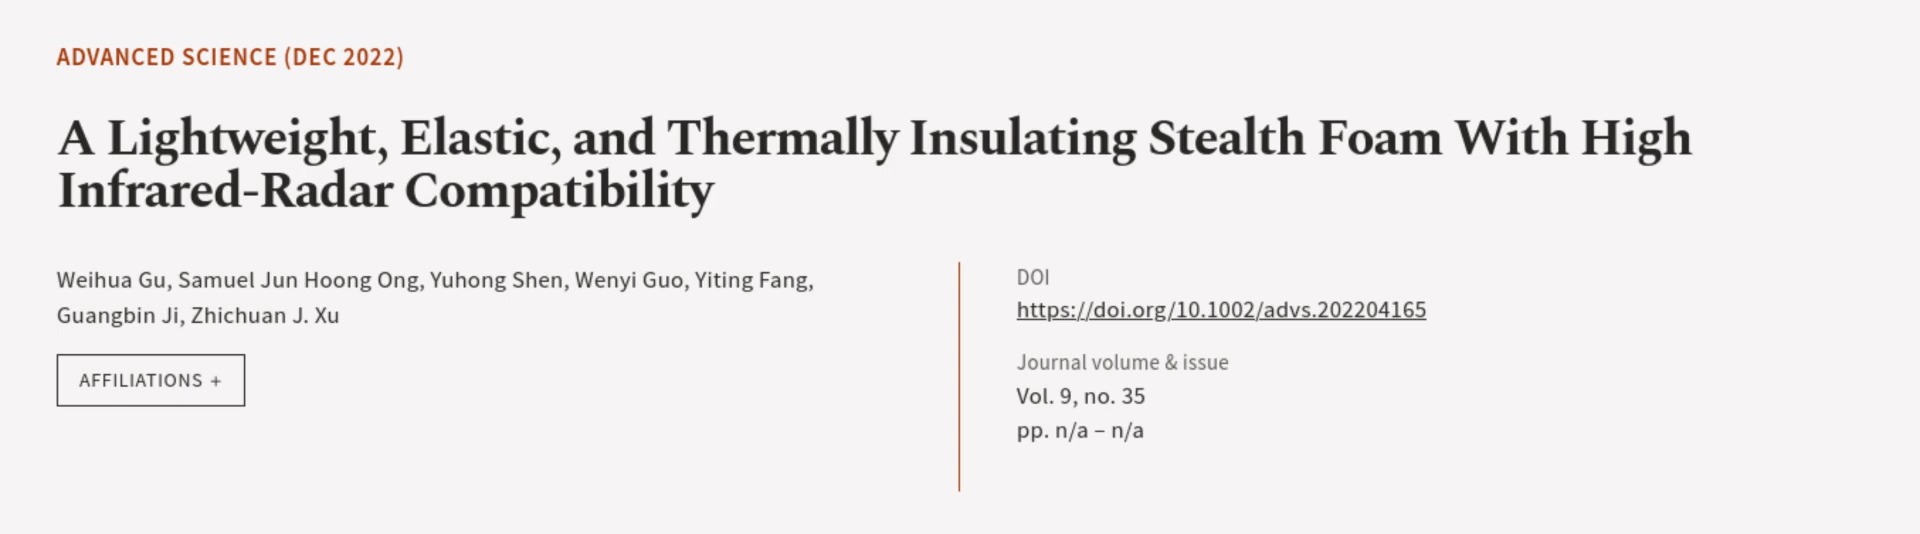 ADVANCED SCIENCE (DEC 2022)
A Lightweight, Elastic, and Thermally Insulating Stealth Foam With High
Infrared-Radar Compatibility
Weihua Gu, Samuel Jun Hoong Ong, Yuhong Shen, Wenyi Guo, Yiting Fang,
Guangbin Ji, Zhichuan J. Xu
AFFILIATIONS +
DOI
https://doi.org/10.1002/advs.202204165
Journal volume & issue
Vol. 9, no. 35
pp. n/a – n/a